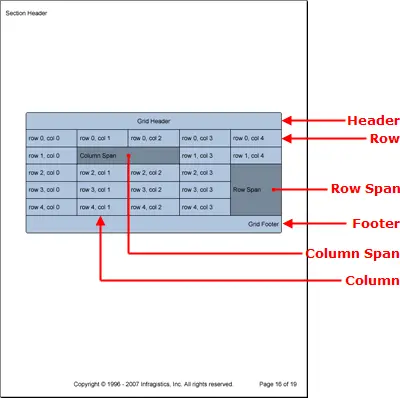 Section Header
Grid Header
Header
row 0, col 0 row 0, col 1 row 0, col 2 row 0, col 3 row 0, col 4
Row
row 1, col 0 Column Span row 1, col 3 row 1, col 4
row 2, col 0 row 2, col 1 row 2, col 2 row 2, col 3
row 3, col 0 row 3, col 1 row 3, col 2 row 3, col 3 Row Span
Row Span
row 4, col 0 row 4, col 1 row 4, col 2 row 4, col 3
Grid Footer
Footer
Column Span
Column
Copyright © 1996 - 2007 Infragistics, Inc. All rights reserved. Page 16 of 19